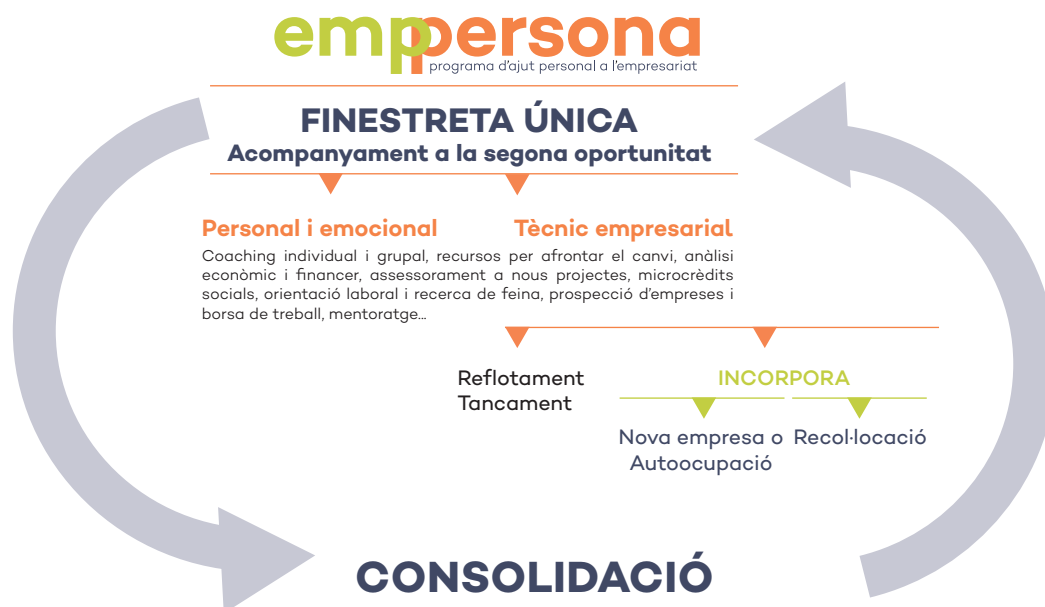 emppersona
programa d'ajut personal a l'empresariat
FINESTRETA ÚNICA
Acompanyament a la segona oportunitat
Personal i emocional
Tècnic empresarial
Coaching individual i grupal, recursos per afrontar el canvi, anàlisi
econòmic i financer, assessorament a nous projectes, microcrèdits
socials, orientació laboral i recerca de feina, prospecció d'empreses i
borsa de treball, mentoratge...
Reflotament
Tancament
INCORPORA
Nova empresa o
Autoocupació
Recol·locació
CONSOLIDACIÓ